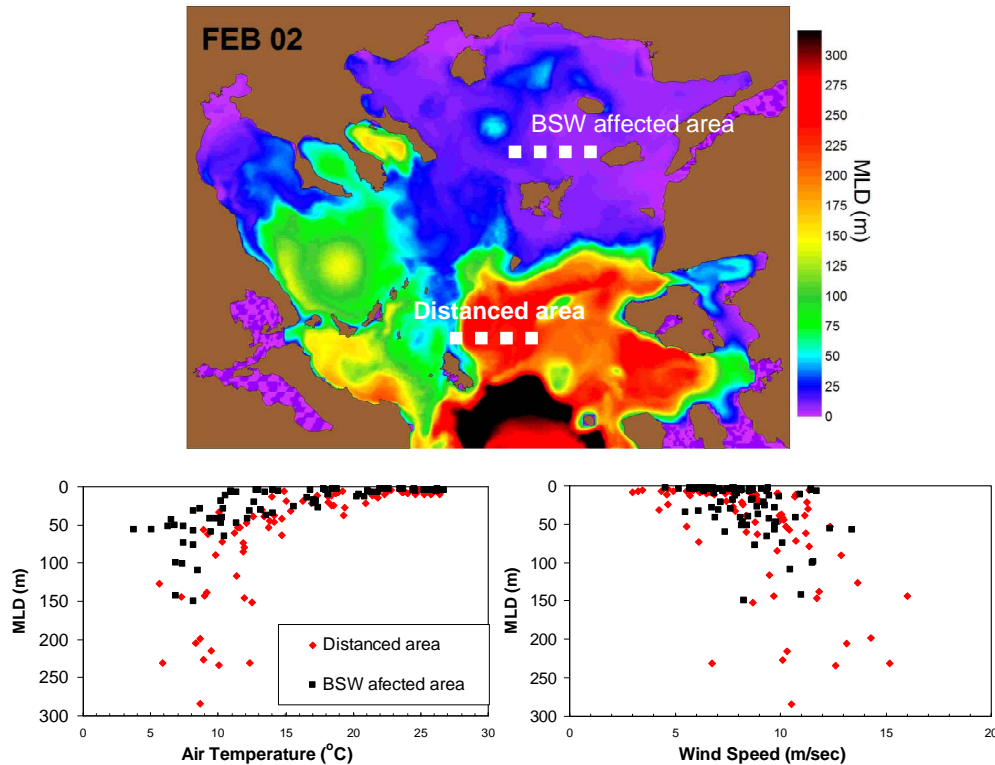 FEB 02
BSW affected area
Distanced area
300
275
250
225
200
175
150
125
100
75
50
25
0
MLD (m)
0
50
100
150
200
250
300
MLD (m)
0 5 10 15 20 25 30
Air Temperature (°C)
Distanced area
BSW afected area
0
50
100
150
200
250
300
MLD (m)
0 5 10 15 20
Wind Speed (m/sec)